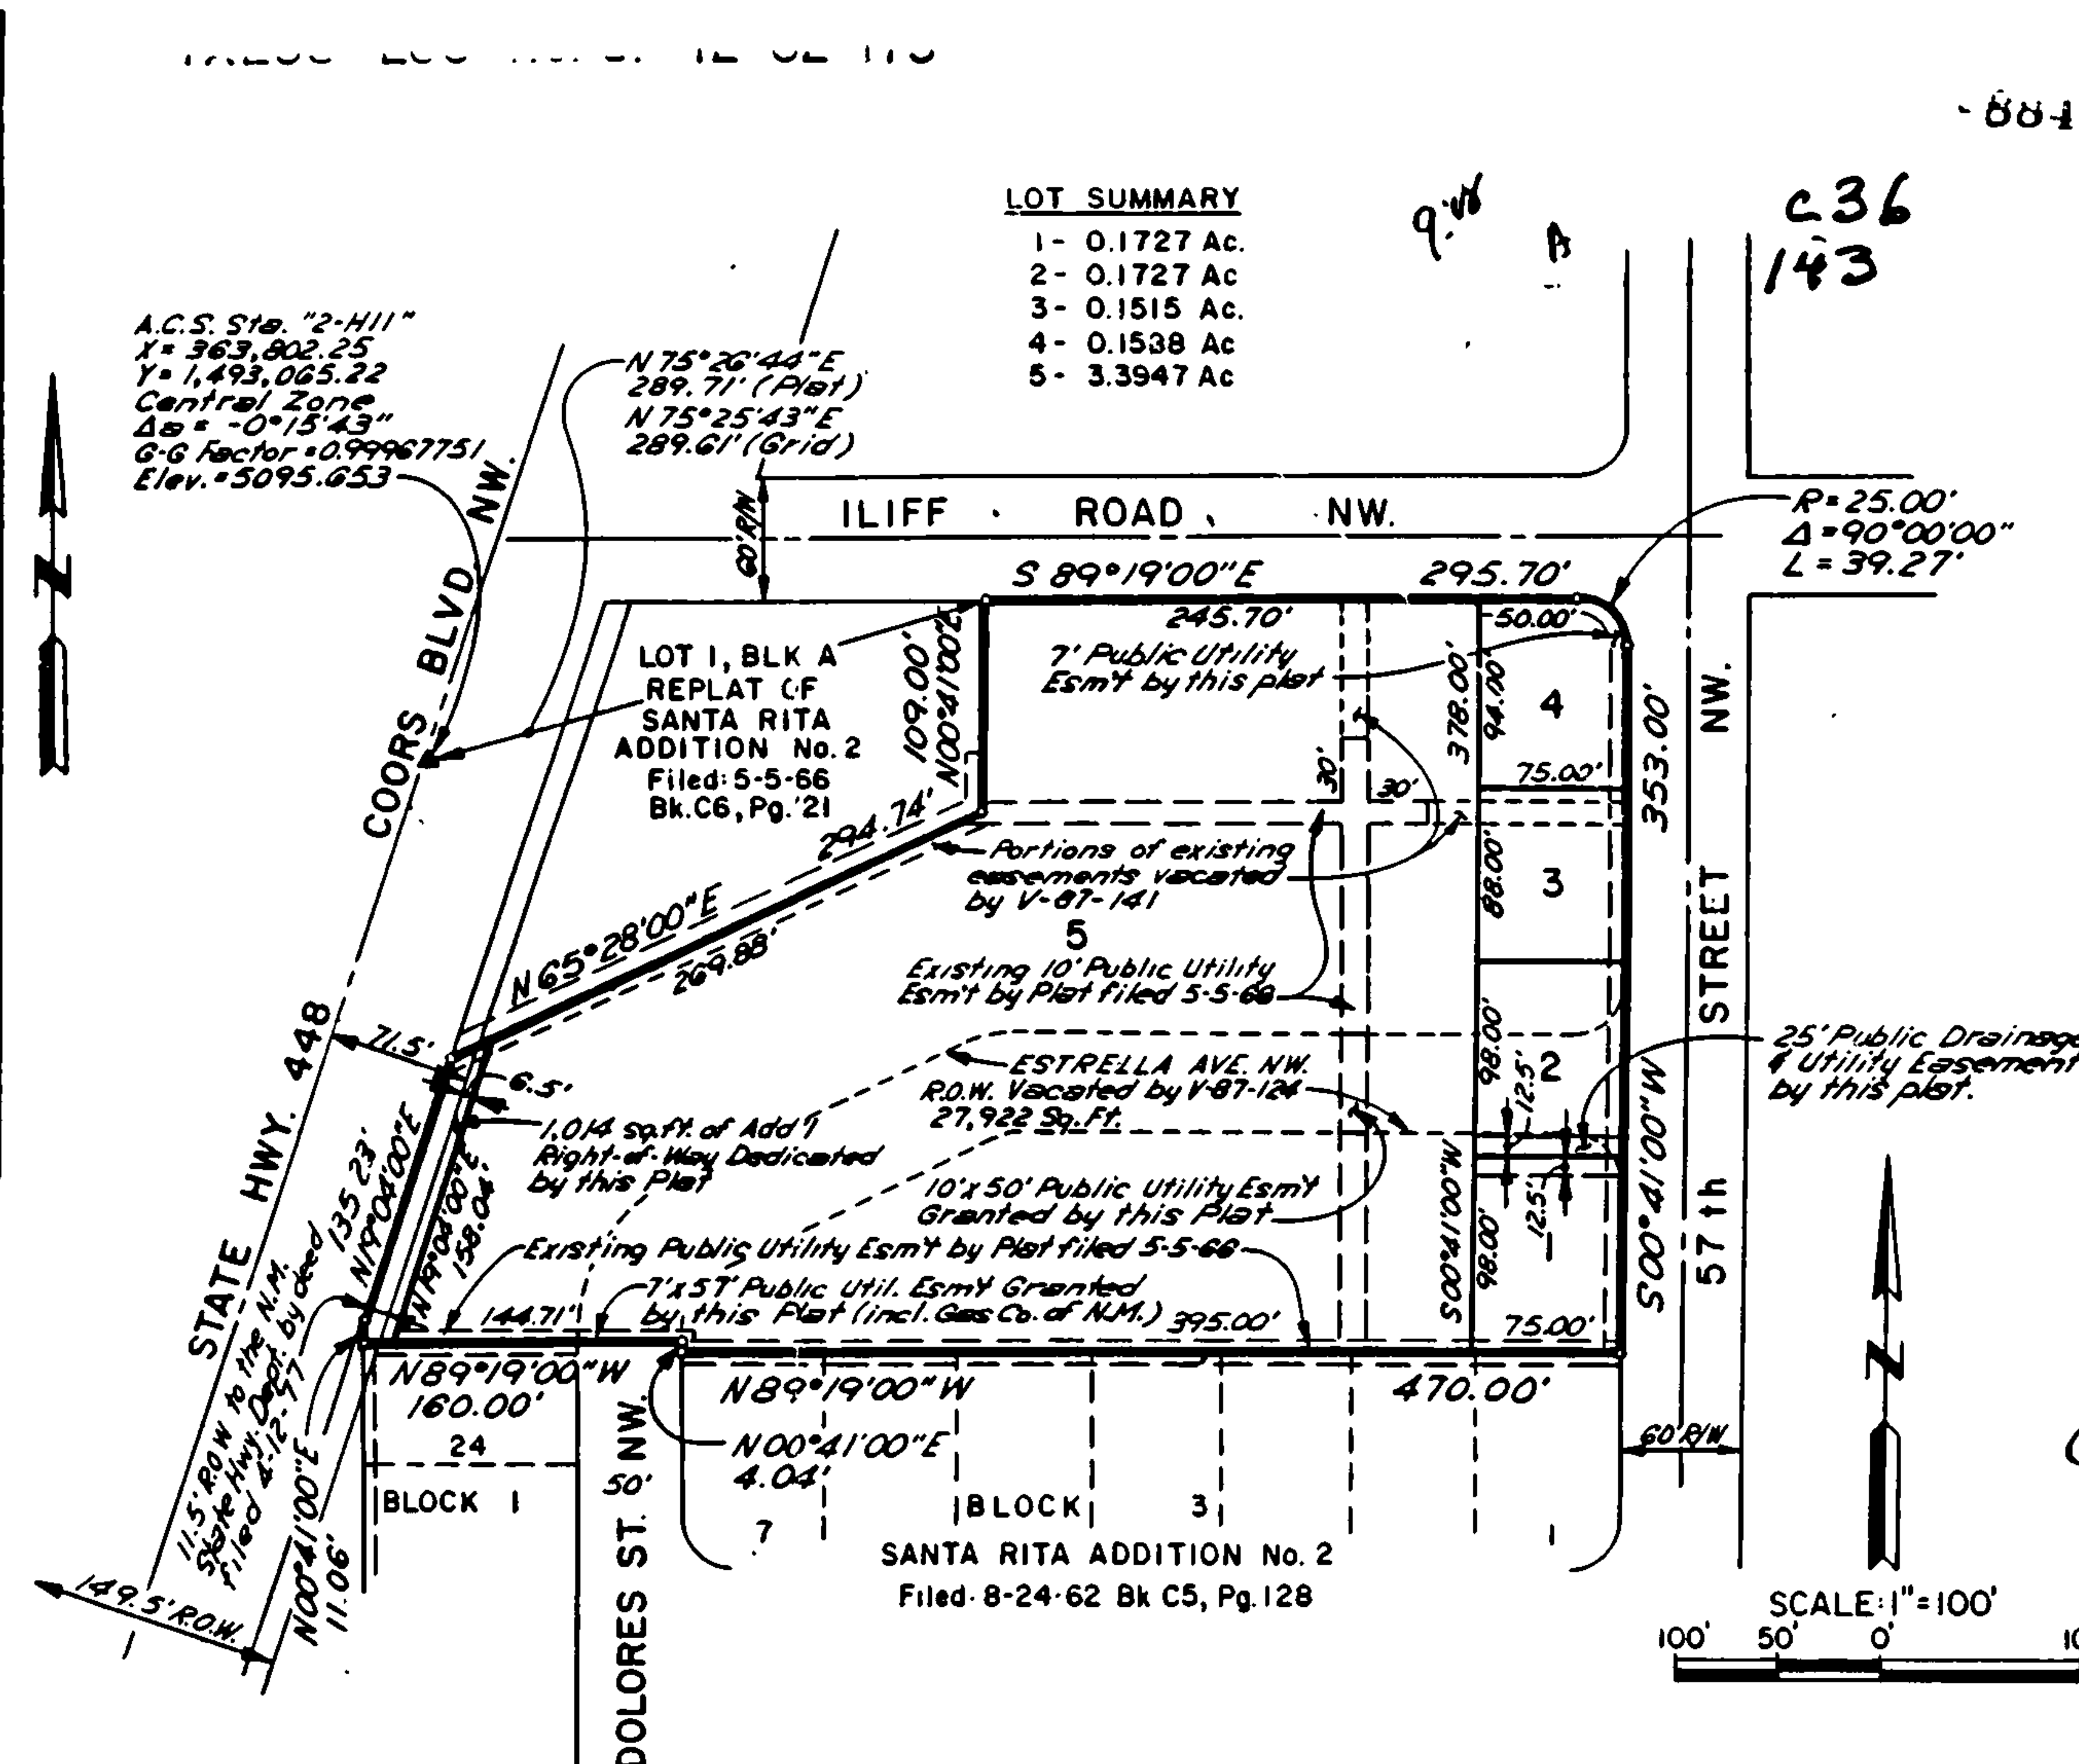 c36
143
LOT SUMMARY
1- 0.1727 Ac.
2- 0.1727 Ac
3- 0.1515 Ac.
4- 0.1538 Ac
5- 3.3947 Ac
A.C.S. Sta. "2-H11"
X= 363,802.25
Y= 1,493,065.22
Central Zone
Δa = -0°15'43"
G-G Factor=0.99967751
Elev.=5095.653
N 75°26'44"E
289.71' (Plat)
N 75°25'43"E
289.61' (Grid)
60' R/W
ILIFF ROAD NW.
R=25.00'
Δ=90°00'00"
L=39.27'
S 89°19'00"E 295.70'
245.70'
50.00'
COORS BLVD. NW.
STATE HWY. 448
LOT 1, BLK A
REPLAT OF
SANTA RITA
ADDITION No. 2
Filed: 5-5-66
Bk.C6, Pg.'21
109.00'
N00°41'00"E
7' Public Utility
Esm't by this plat
378.00'
94.00'
4
353.00'
30'
30'
75.00'
294.74'
N 65°28'00"E
269.88'
Portions of existing
easements vacated
by V-87-141
5
88.00'
3
Existing 10' Public Utility
Esm't by Plat filed 5-5-66
57th STREET NW.
71.5'
6.5'
ESTRELLA AVE. NW.
R.O.W. Vacated by V-87-124
27,922 Sq. Ft.
98.00'
12.5'
2
25' Public Drainage
& Utility Easement
by this plat.
1,014 sq.ft. of Add'l
Right-of-Way Dedicated
by this Plat
135.23'
N19°04'00"E
N19°04'00"E
158.04'
10'x50' Public Utility Esm't
Granted by this Plat
S00°41'00"W
98.00'
12.5'
1
S00°41'00"W
Existing Public Utility Esm't by Plat filed 5-5-66
7'x57' Public Util. Esm't Granted
by this Plat (incl. Gas Co. of N.M.)
144.71'
395.00'
75.00'
N89°19'00"W
160.00'
N89°19'00"W 470.00'
N00°41'00"E
4.04'
60' R/W
11.5' R.O.W to the N.M.
State Hwy. Dept. by deed
filed 4-12-77
N00°41'00"E
11.06'
149.5' R.O.W.
24
BLOCK 1
50'
DOLORES ST. NW.
7
BLOCK 3
1
SANTA RITA ADDITION No. 2
Filed 8-24-62 Bk C5, Pg. 128
SCALE: 1"=100'
100' 50' 0'
N
N